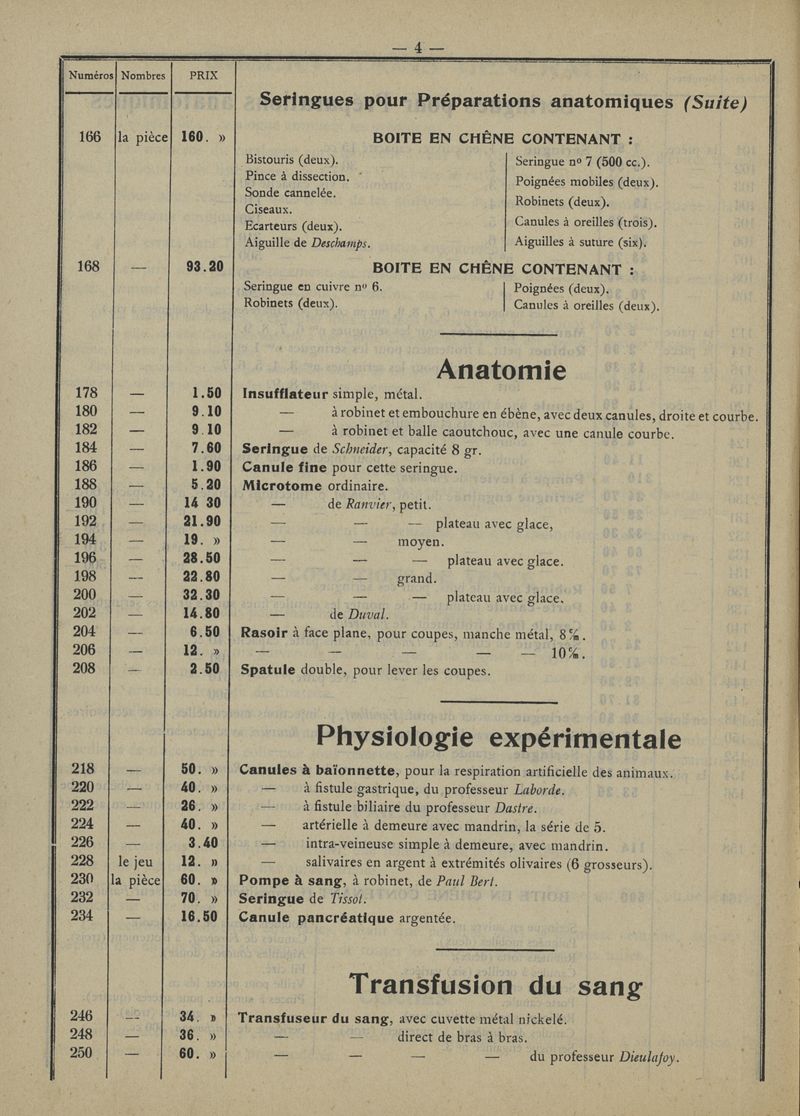 — 4 —
Numéros Nombres PRIX
Seringues pour Préparations anatomiques (Suite)
166 la pièce 160. » BOITE EN CHÊNE CONTENANT :
Bistouris (deux).
Pince à dissection.
Sonde cannelée.
Ciseaux.
Ecarteurs (deux).
Aiguille de Deschamps.
Seringue nº 7 (500 cc.).
Poignées mobiles (deux).
Robinets (deux).
Canules à oreilles (trois).
Aiguilles à suture (six).
168 — 93.20 BOITE EN CHÊNE CONTENANT :
Seringue en cuivre nº 6.
Robinets (deux).
Poignées (deux).
Canules à oreilles (deux).
Anatomie
178 — 1.50 Insufflateur simple, métal.
180 — 9.10 — à robinet et embouchure en ébène, avec deux canules, droite et courbe.
182 — 9 10 — à robinet et balle caoutchouc, avec une canule courbe.
184 — 7.60 Seringue de Schneider, capacité 8 gr.
186 — 1.90 Canule fine pour cette seringue.
188 — 5.20 Microtome ordinaire.
190 — 14 30 — de Ranvier, petit.
192 — 21.90 — — — plateau avec glace,
194 — 19. » — — moyen.
196 — 28.50 — — — plateau avec glace.
198 — 22.80 — — grand.
200 — 32.30 — — — plateau avec glace.
202 — 14.80 — de Duval.
204 — 6.50 Rasoir à face plane, pour coupes, manche métal, 8 c/m.
206 — 12. » — — — — — 10 c/m.
208 — 2.50 Spatule double, pour lever les coupes.
Physiologie expérimentale
218 — 50. » Canules à baïonnette, pour la respiration artificielle des animaux.
220 — 40. » — à fistule gastrique, du professeur Laborde.
222 — 26. » — à fistule biliaire du professeur Dastre.
224 — 40. » — artérielle à demeure avec mandrin, la série de 5.
226 — 3.40 — intra-veineuse simple à demeure, avec mandrin.
228 le jeu 12. » — salivaires en argent à extrémités olivaires (6 grosseurs).
230 la pièce 60. » Pompe à sang, à robinet, de Paul Bert.
232 — 70. » Seringue de Tissot.
234 — 16.50 Canule pancréatique argentée.
Transfusion du sang
246 — 34. » Transfuseur du sang, avec cuvette métal nickelé.
248 — 36. » — — direct de bras à bras.
250 — 60. » — — — — du professeur Dieulafoy.